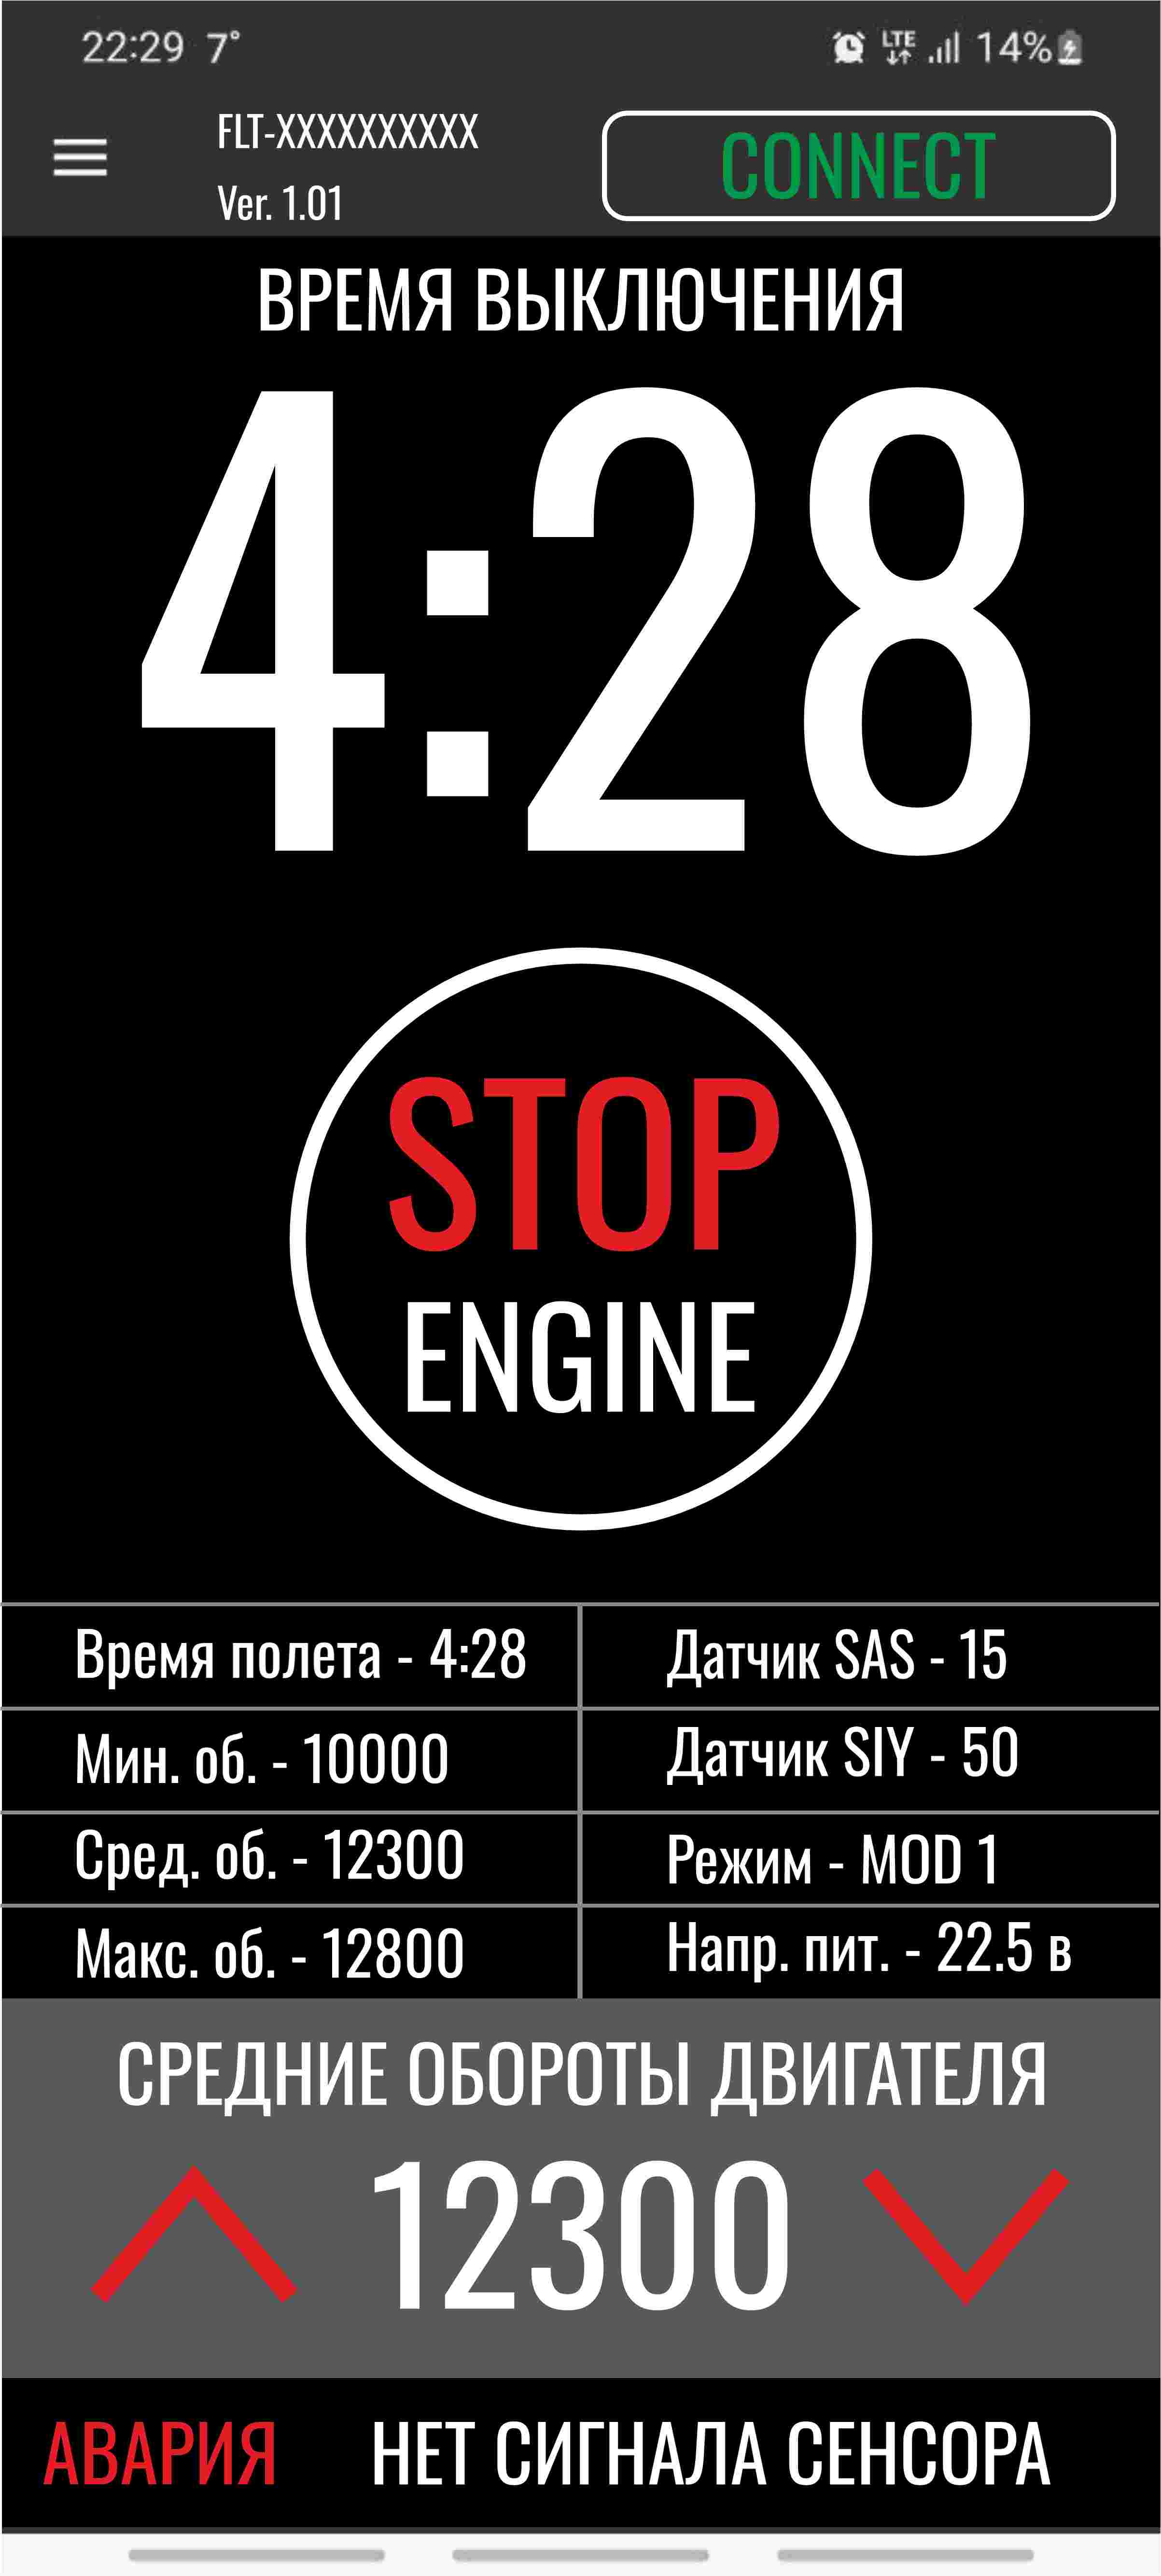 22:29 7° LTE 14%
FLT-XXXXXXXXXX
Ver. 1.01
CONNECT
ВРЕМЯ ВЫКЛЮЧЕНИЯ
4:28
STOP
ENGINE
Время полета - 4:28
Датчик SAS - 15
Мин. об. - 10000
Датчик SIY - 50
Сред. об. - 12300
Режим - MOD 1
Макс. об. - 12800
Напр. пит. - 22.5 в
СРЕДНИЕ ОБОРОТЫ ДВИГАТЕЛЯ
12300
АВАРИЯ НЕТ СИГНАЛА СЕНСОРА